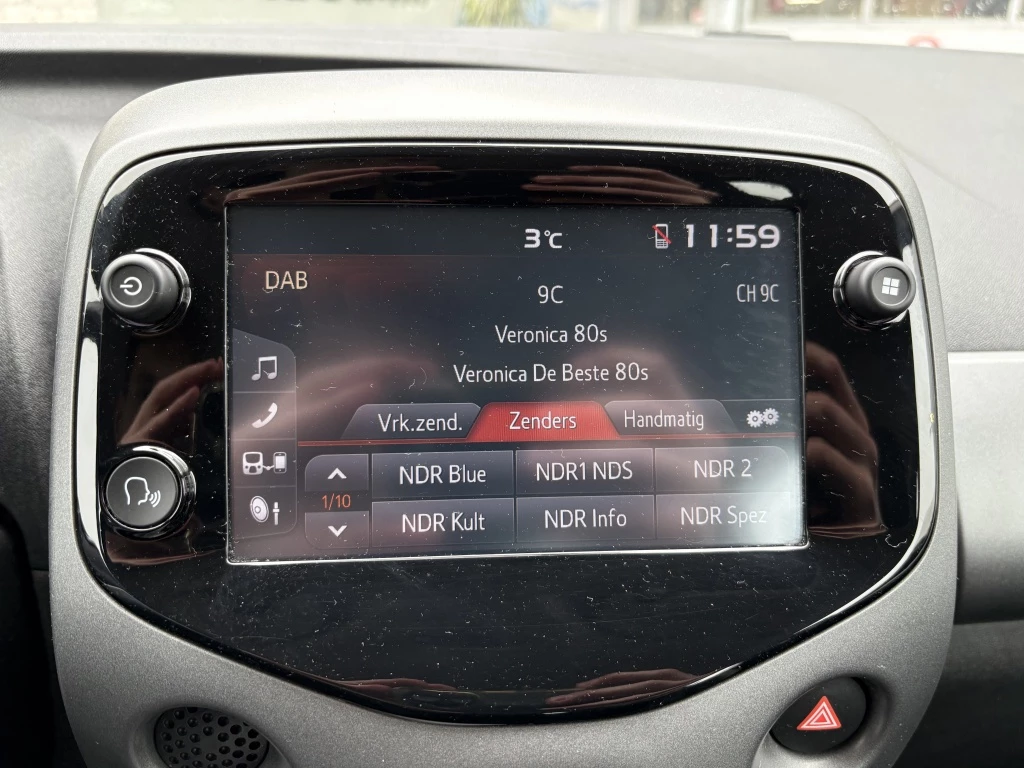 3°C 11:59
DAB
9C CH 9C
Veronica 80s
Veronica De Beste 80s
Vrk.zend. Zenders Handmatig
NDR Blue NDR1 NDS NDR 2
1/10
NDR Kult NDR Info NDR Spez